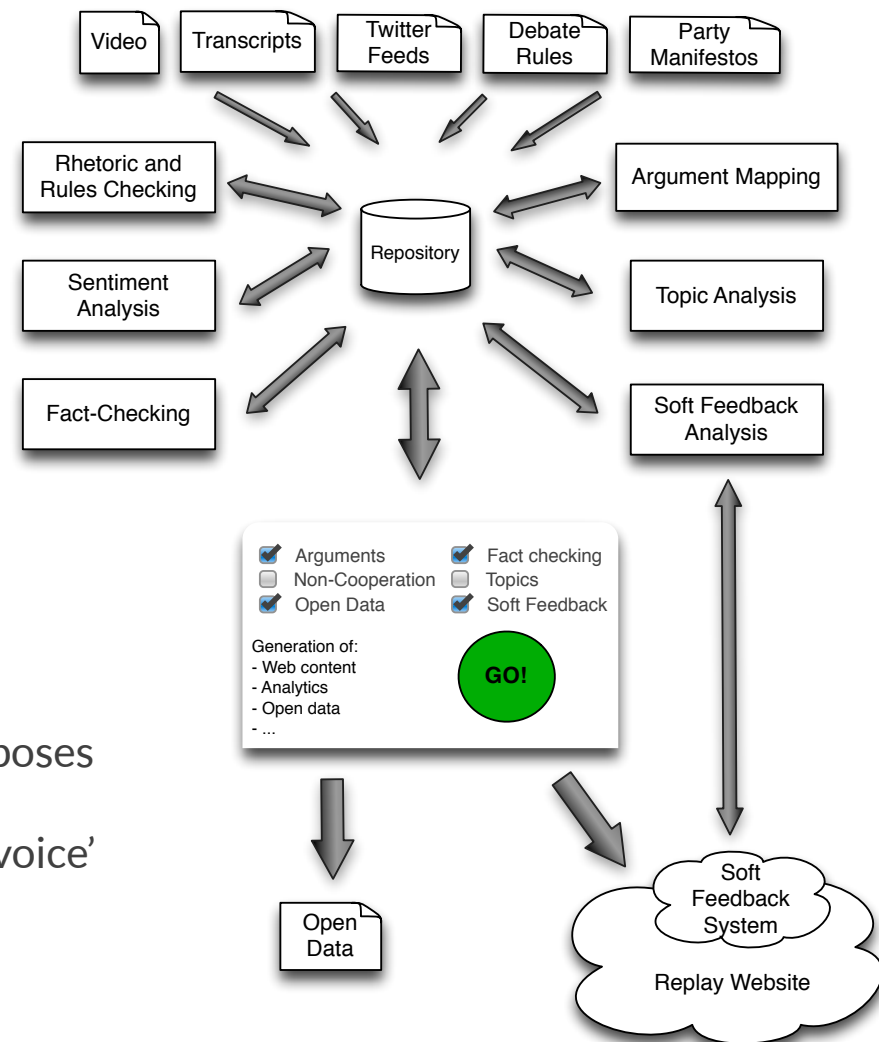 Video
Transcripts
Twitter
Feeds
Debate
Rules
Party
Manifestos
Rhetoric and
Rules Checking
Argument Mapping
Repository
Sentiment
Analysis
Topic Analysis
Fact-Checking
Soft Feedback
Analysis
Arguments
Fact checking
Non-Cooperation
Topics
Open Data
Soft Feedback
Generation of:
- Web content
- Analytics
- Open data
- ...
GO!
poses
voice’
Open
Data
Soft
Feedback
System
Replay Website